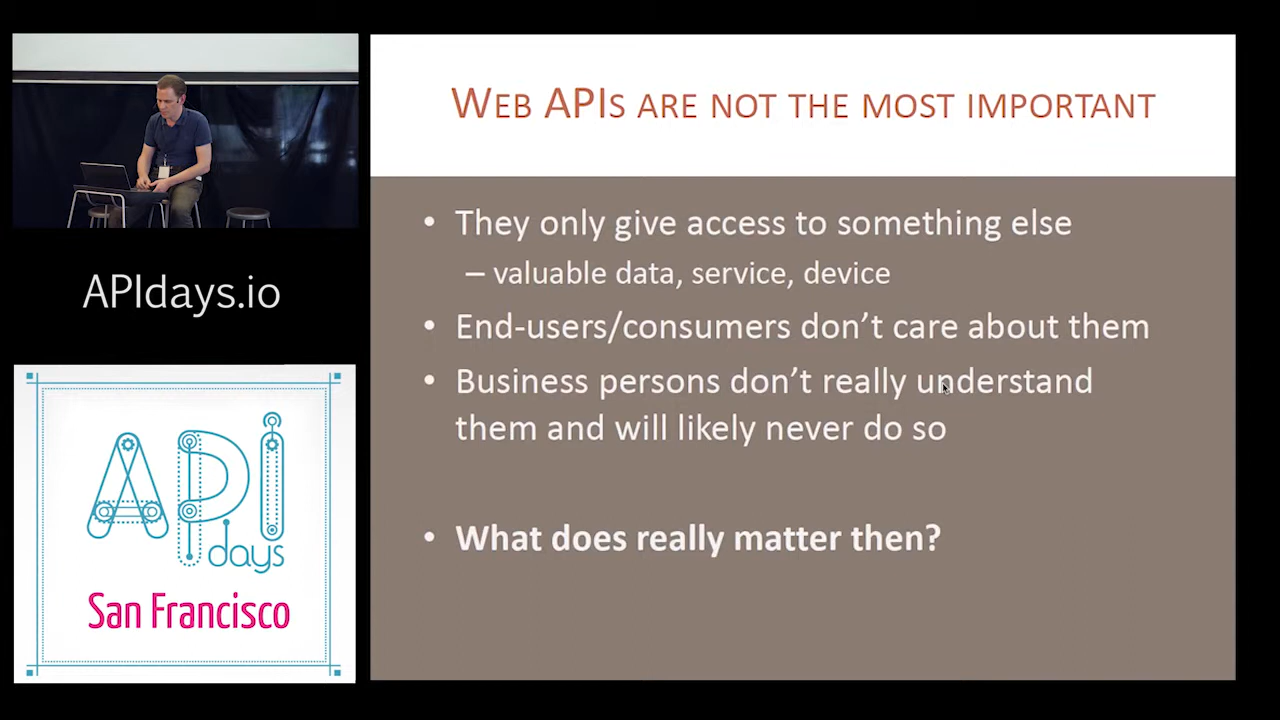 WEB APIS ARE NOT THE MOST IMPORTANT
• They only give access to something else
– valuable data, service, device
• End-users/consumers don't care about them
• Business persons don't really understand
them and will likely never do so
• What does really matter then?
APIdays.io
API
days
San Francisco